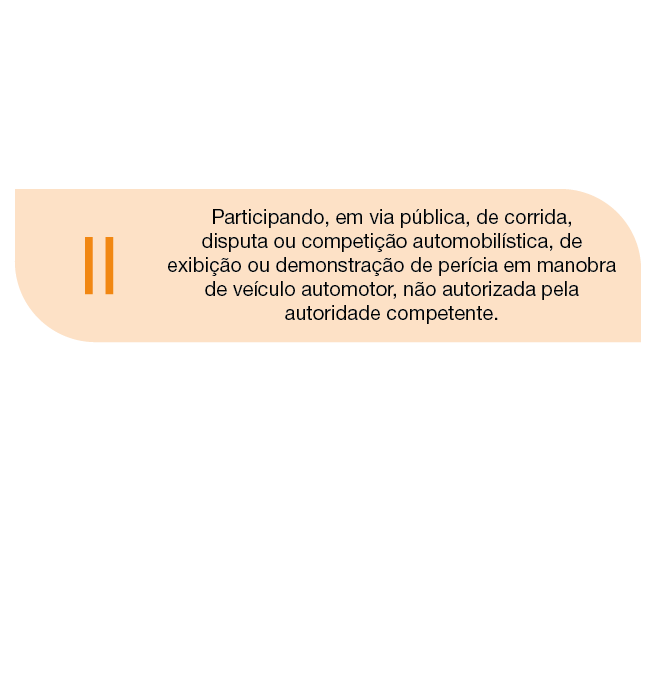 II
Participando, em via pública, de corrida,
disputa ou competição automobilística, de
exibição ou demonstração de perícia em manobra
de veículo automotor, não autorizada pela
autoridade competente.